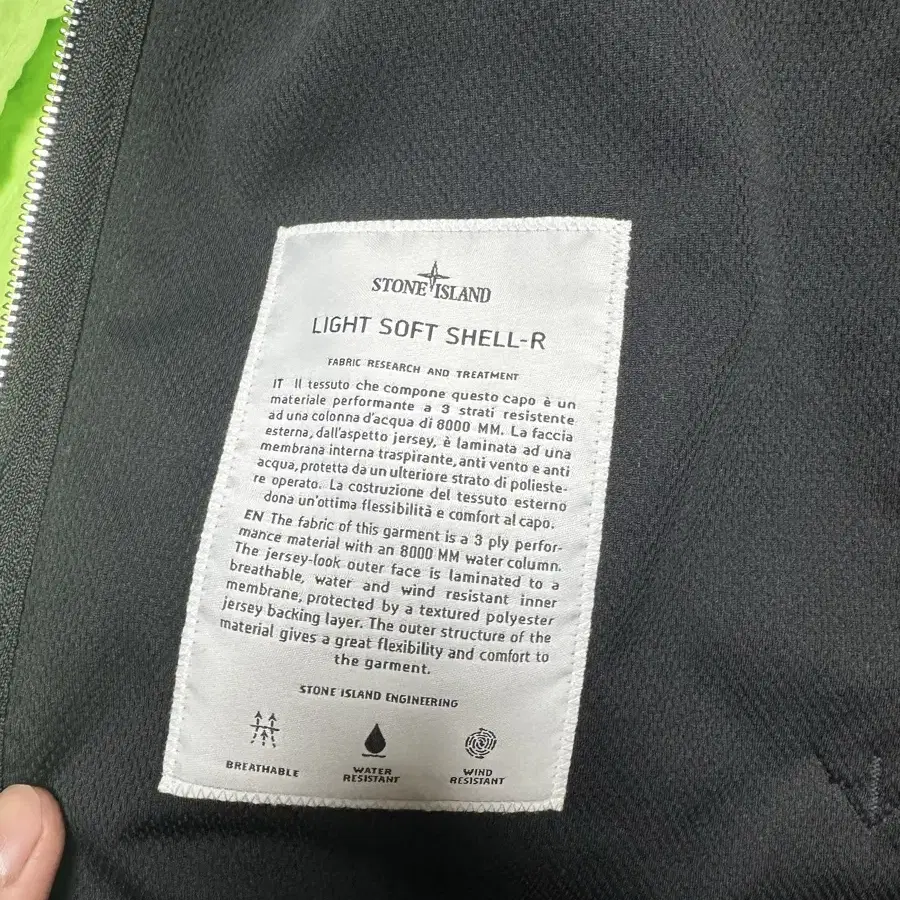 STONE ISLAND
LIGHT SOFT SHELL-R
FABRIC RESEARCH AND TREATMENT
IT Il tessuto che compone questo capo è un
materiale performante a 3 strati resistente
ad una colonna d'acqua di 8000 MM. La faccia
esterna, dall'aspetto jersey, è laminata ad una
membrana interna traspirante, anti vento e anti
acqua, protetta da un ulteriore strato di polieste-
re operato. La costruzione del tessuto esterno
dona un'ottima flessibilità e comfort al capo.
EN The fabric of this garment is a 3 ply perfor-
mance material with an 8000 MM water column.
The jersey-look outer face is laminated to a
breathable, water and wind resistant inner
membrane, protected by a textured polyester
jersey backing layer. The outer structure of the
material gives a great flexibility and comfort to
the garment.
STONE ISLAND ENGINEERING
BREATHABLE
WATER
RESISTANT
WIND
RESISTANT